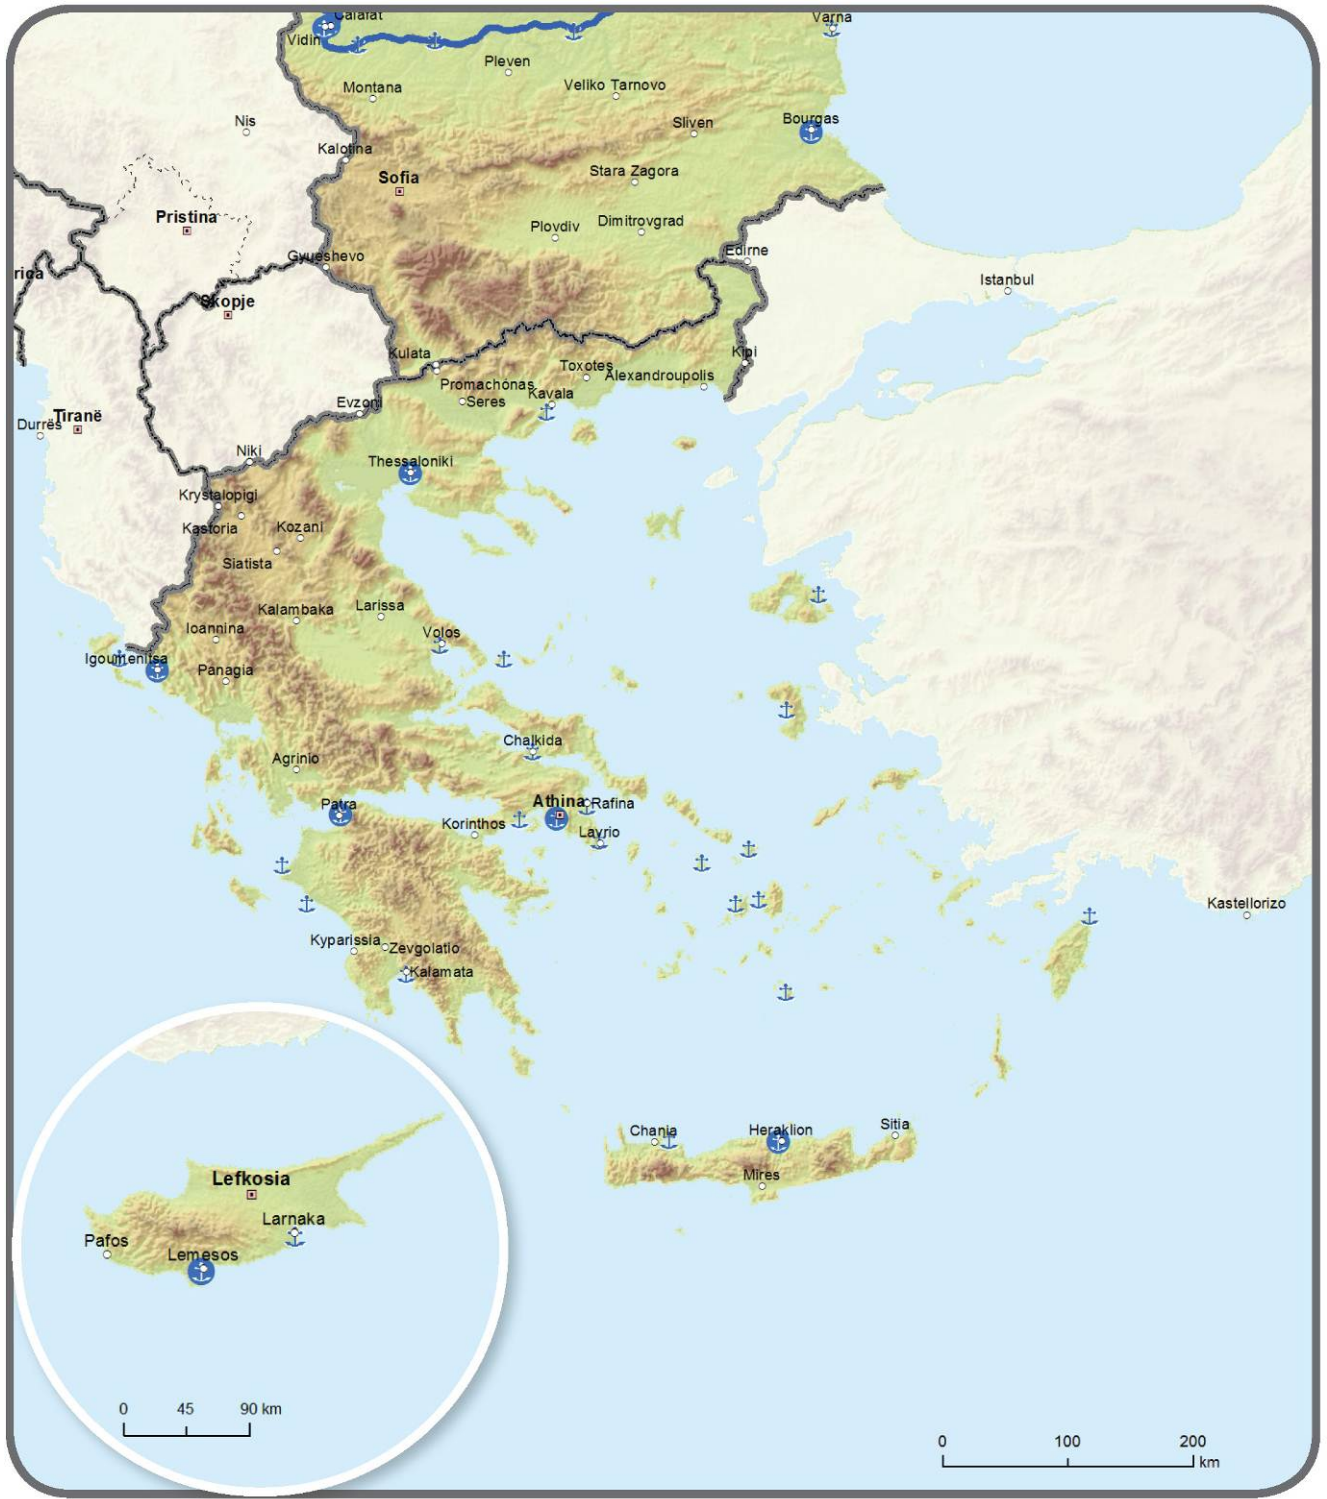 Calafat
Varna
Vidin
Pleven
Montana
Veliko Tarnovo
Nis
Sliven
Bourgas
Kalotina
Stara Zagora
Sofia
Pristina
Plovdiv
Dimitrovgrad
Gyueshevo
Edirne
rica
Istanbul
Skopje
Kulata
Kipi
Toxotes
Alexandroupolis
Promachonas
Kavala
Evzoni
Seres
Tiranë
Durrës
Niki
Thessaloniki
Krystalopigi
Kastoria
Kozani
Siatista
Kalambaka
Larissa
Ioannina
Volos
Igoumenitsa
Panagia
Chalkida
Agrinio
Patra
Athina
Rafina
Korinthos
Lavrio
Kastellorizo
Kyparissia
Zevgolatio
Kalamata
Chania
Heraklion
Sitia
Mires
Lefkosia
Larnaka
Pafos
Lemesos
0 45 90 km
0 100 200
km